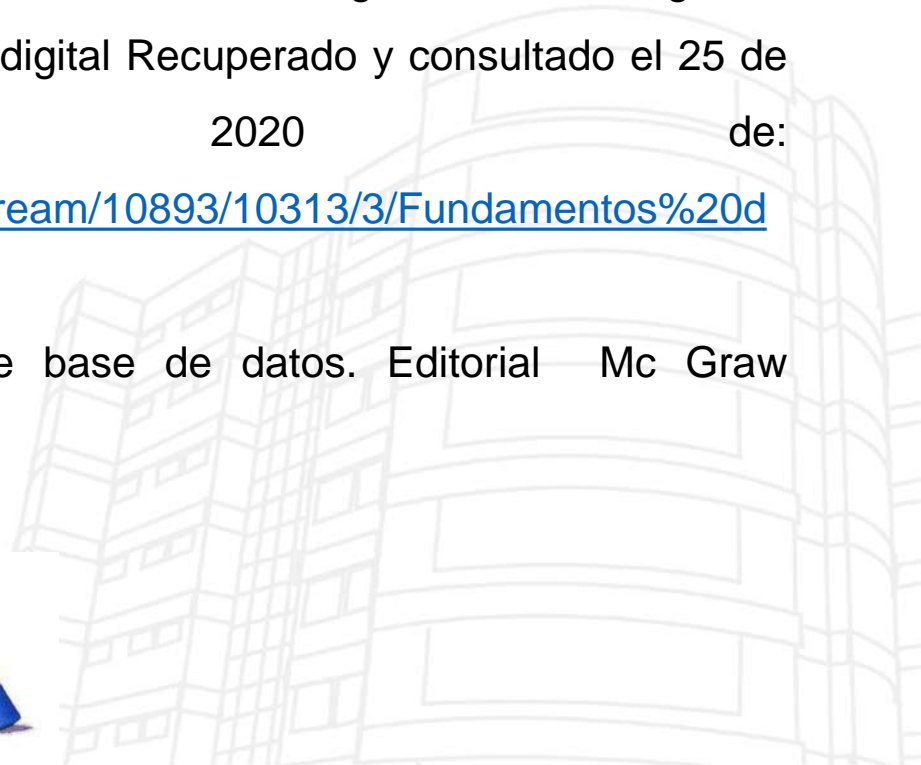 digital Recuperado y consultado el 25 de
2020 de:
ream/10893/10313/3/Fundamentos%20d
e base de datos. Editorial Mc Graw